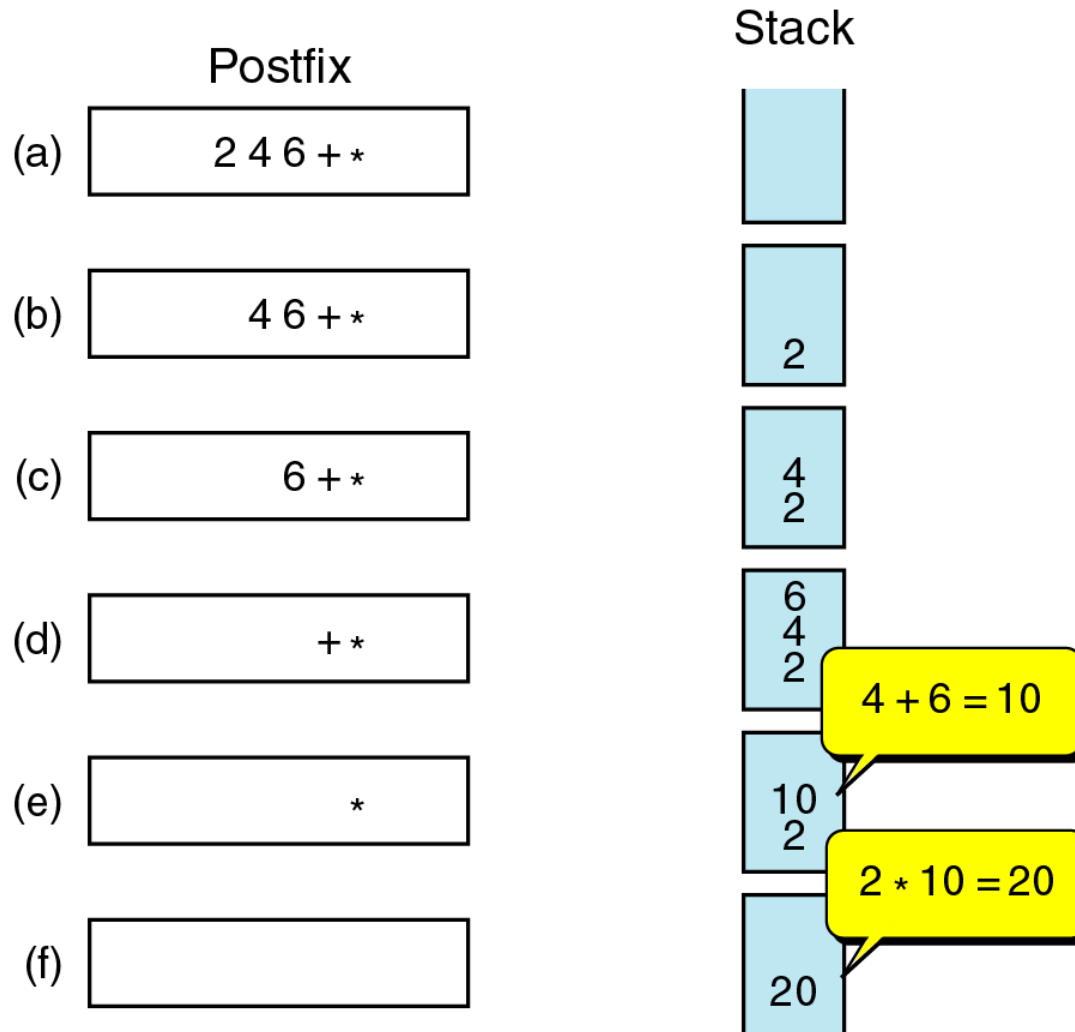 Postfix Stack
(a) 2 4 6 + *
(b) 4 6 + * 2
(c) 6 + * 4
2
(d) + * 6
4
2
4 + 6 = 10
(e) * 10
2
2 * 10 = 20
(f) 20